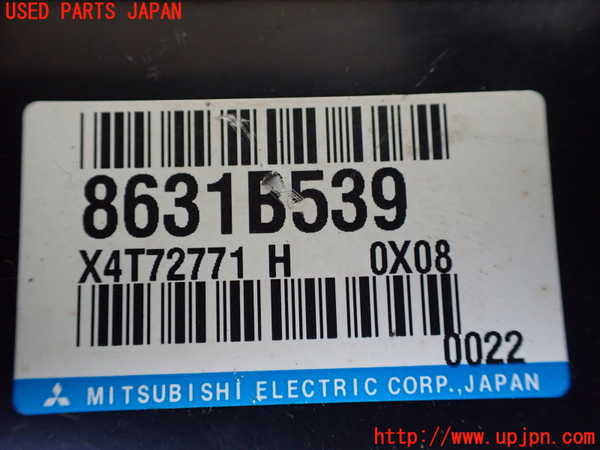 USED PARTS JAPAN
8631B539
X4T72771 H 0X08
0022
MITSUBISHI ELECTRIC CORP.,JAPAN
http://www.upjpn.com